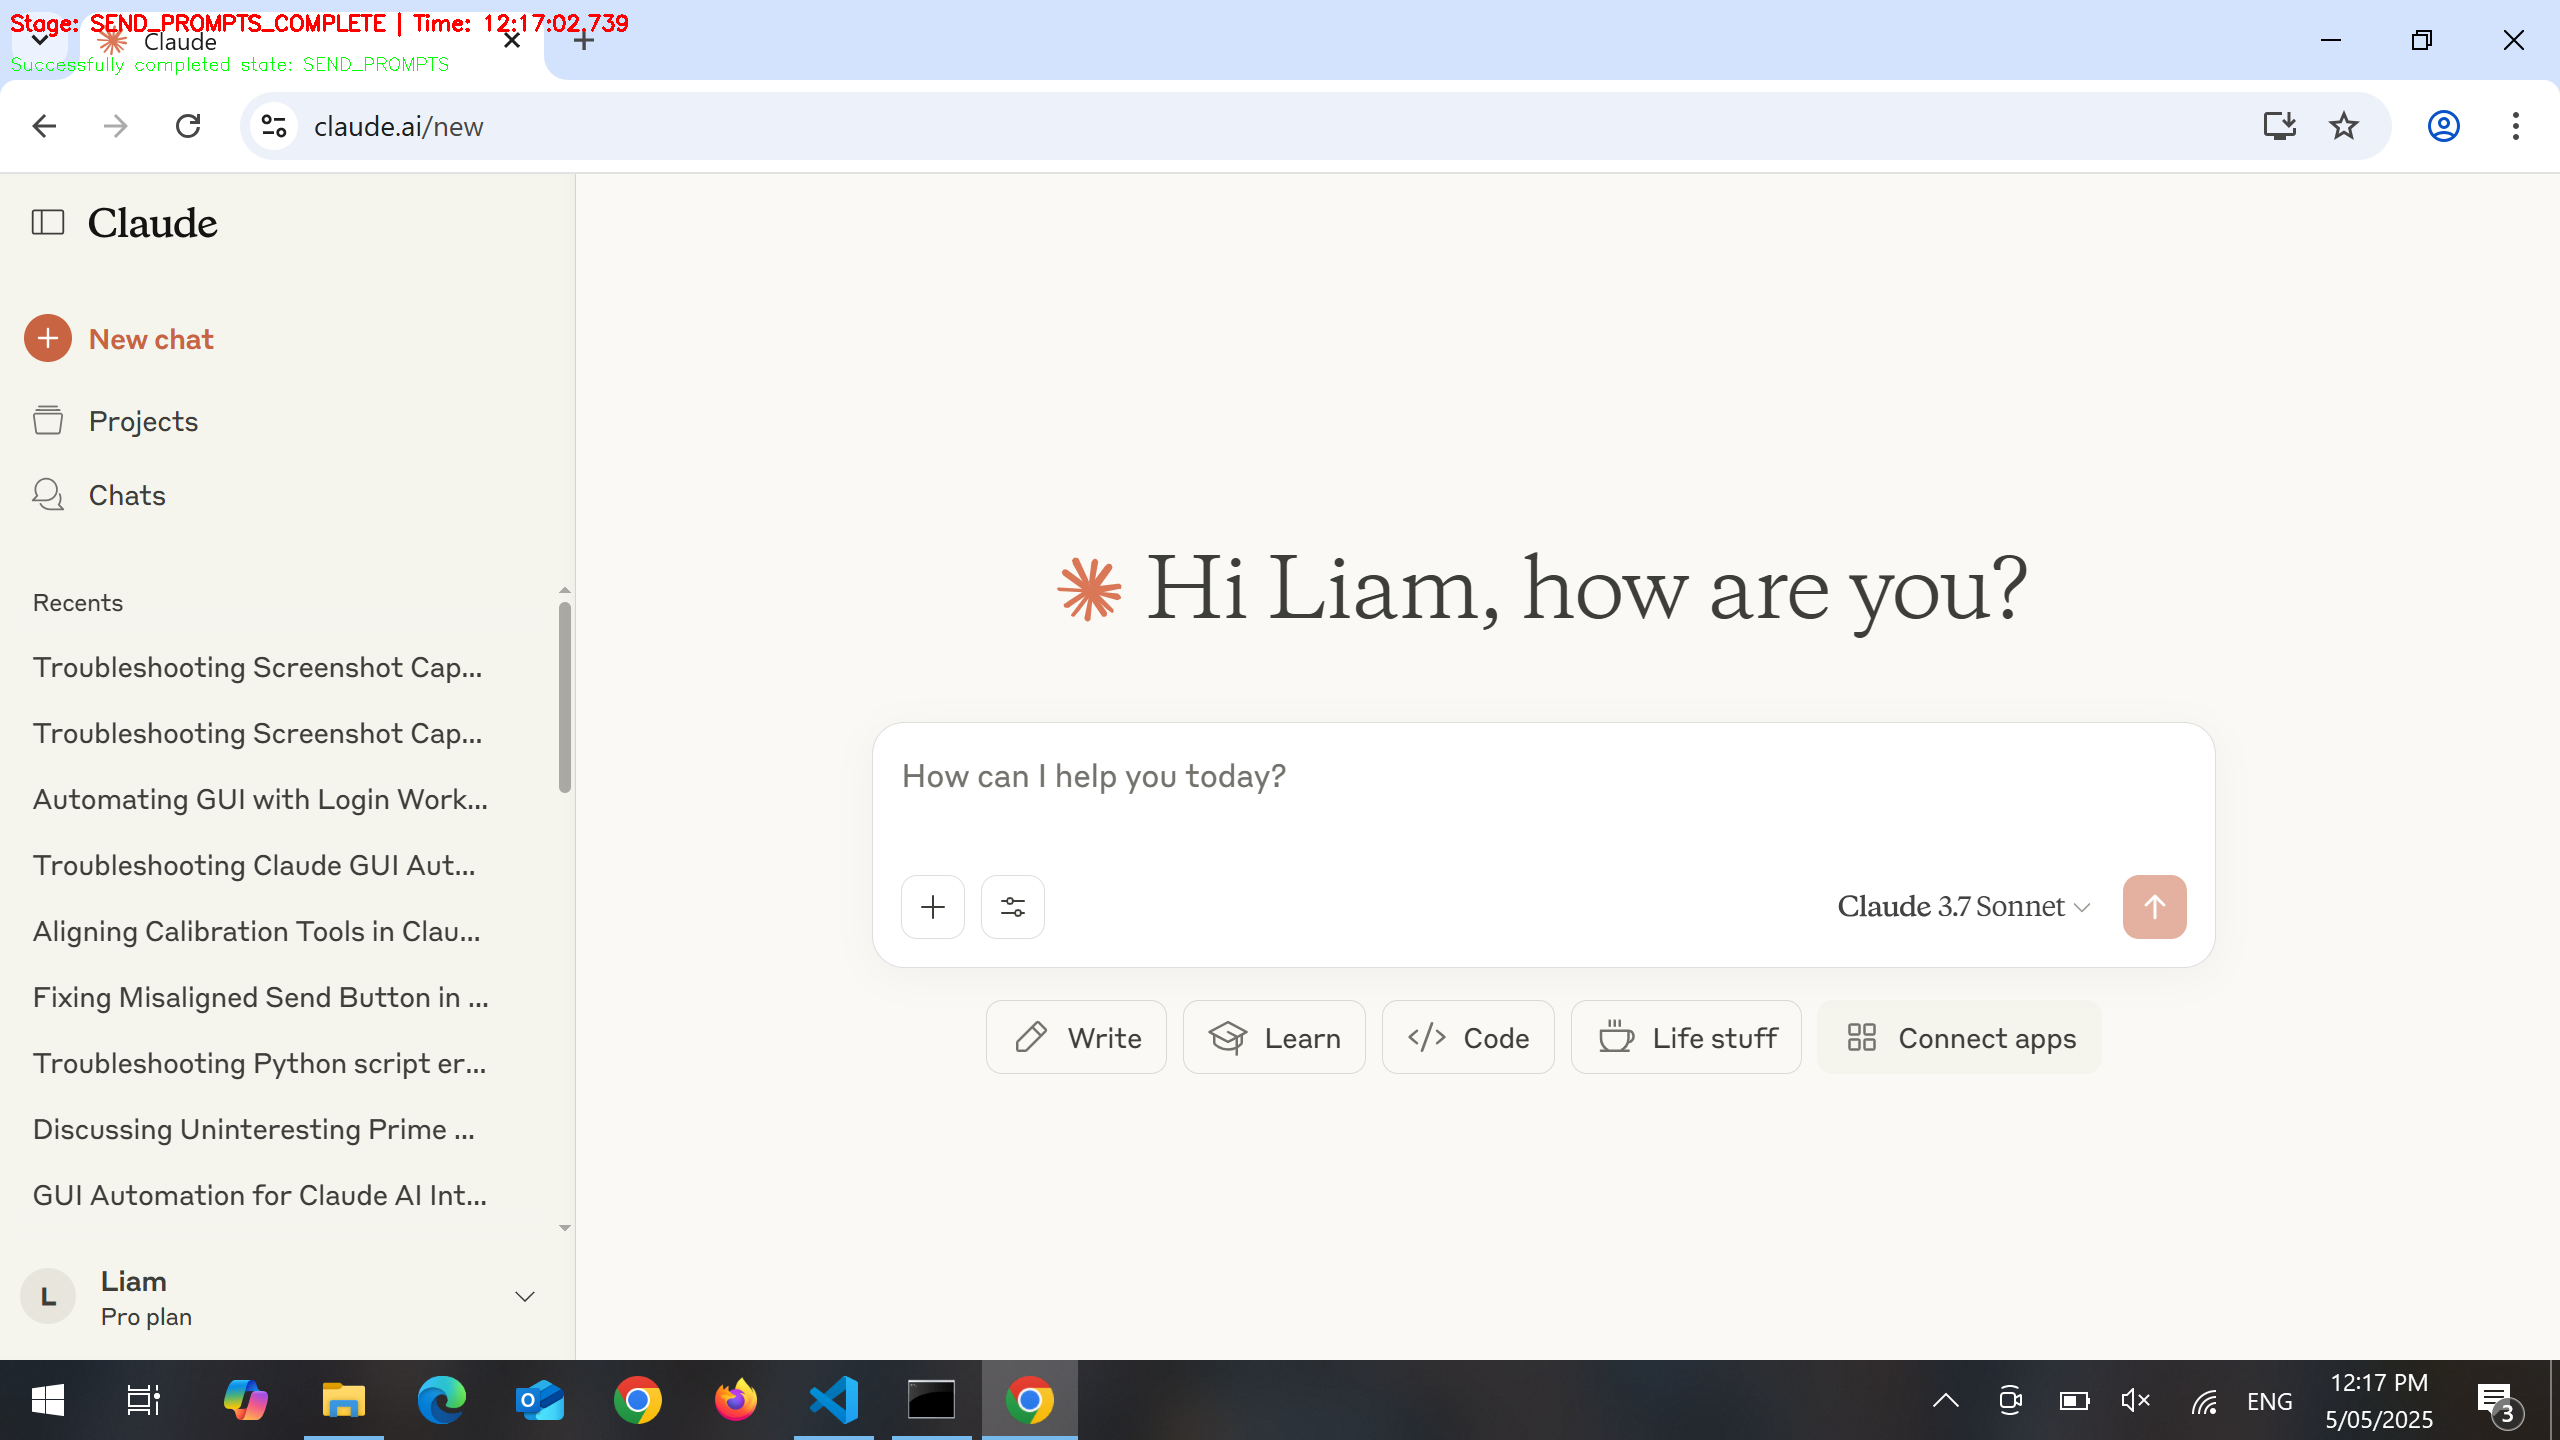 Stage: SEND_PROMPTS_COMPLETE | Time: 12:17:02.739
Claude
Successfully completed state: SEND_PROMPTS
claude.ai/new
Claude
New chat
Projects
Chats
Recents
Troubleshooting Screenshot Cap...
Troubleshooting Screenshot Cap...
Automating GUI with Login Work...
Troubleshooting Claude GUI Aut...
Aligning Calibration Tools in Clau...
Fixing Misaligned Send Button in ...
Troubleshooting Python script er...
Discussing Uninteresting Prime ...
GUI Automation for Claude AI Int...
L
Liam
Pro plan
Hi Liam, how are you?
How can I help you today?
Claude 3.7 Sonnet
Write
Learn
Code
Life stuff
Connect apps
ENG
12:17 PM
5/05/2025
3